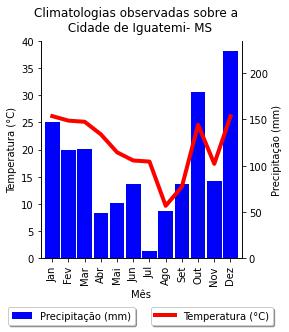 Climatologias observadas sobre a
Cidade de Iguatemi- MS
40
35
30
25
20
15
10
5
0
Temperatura (°C)
200
150
100
50
0
Precipitação (mm)
Jan Fev Mar Abr Mai Jun Jul Ago Set Out Nov Dez
Mês
Precipitação (mm) Temperatura (°C)